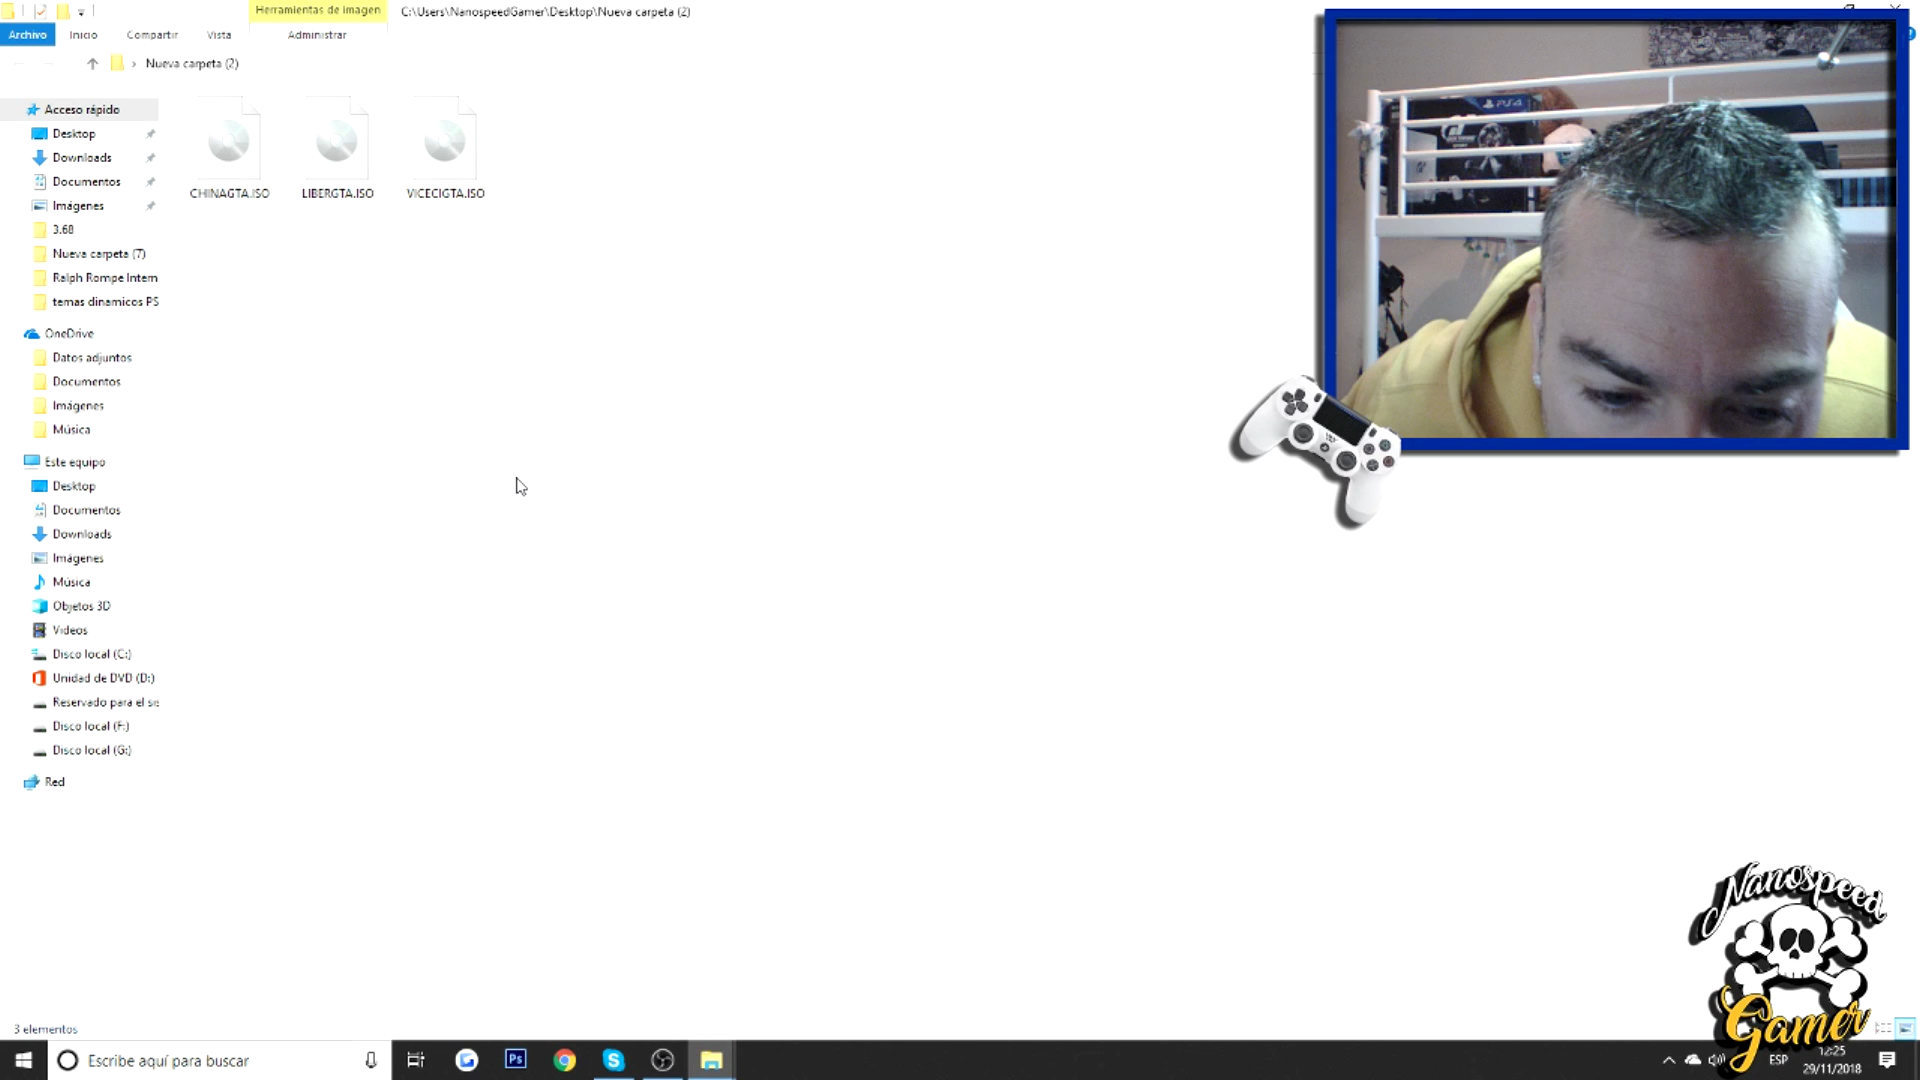 Herramientas de imagen
C:\Users\NanospeedGamer\Desktop\Nueva carpeta (2)
Archivo
Inicio
Compartir
Vista
Administrar
Nueva carpeta (2)
Acceso rápido
Desktop
Downloads
Documentos
Imágenes
3.68
Nueva carpeta (7)
Ralph Rompe Intern
temas dinamicos PS
OneDrive
Datos adjuntos
Documentos
Imágenes
Música
Este equipo
Desktop
Documentos
Downloads
Imágenes
Música
Objetos 3D
Videos
Disco local (C:)
Unidad de DVD (D:)
Reservado para el se
Disco local (F:)
Disco local (G:)
Red
CHINAGTA.ISO
LIBERGTA.ISO
VICECIGTA.ISO
PS4
Nanospeed
Gamer
3 elementos
Escribe aquí para buscar
Ps
ESP
12:25
29/11/2018